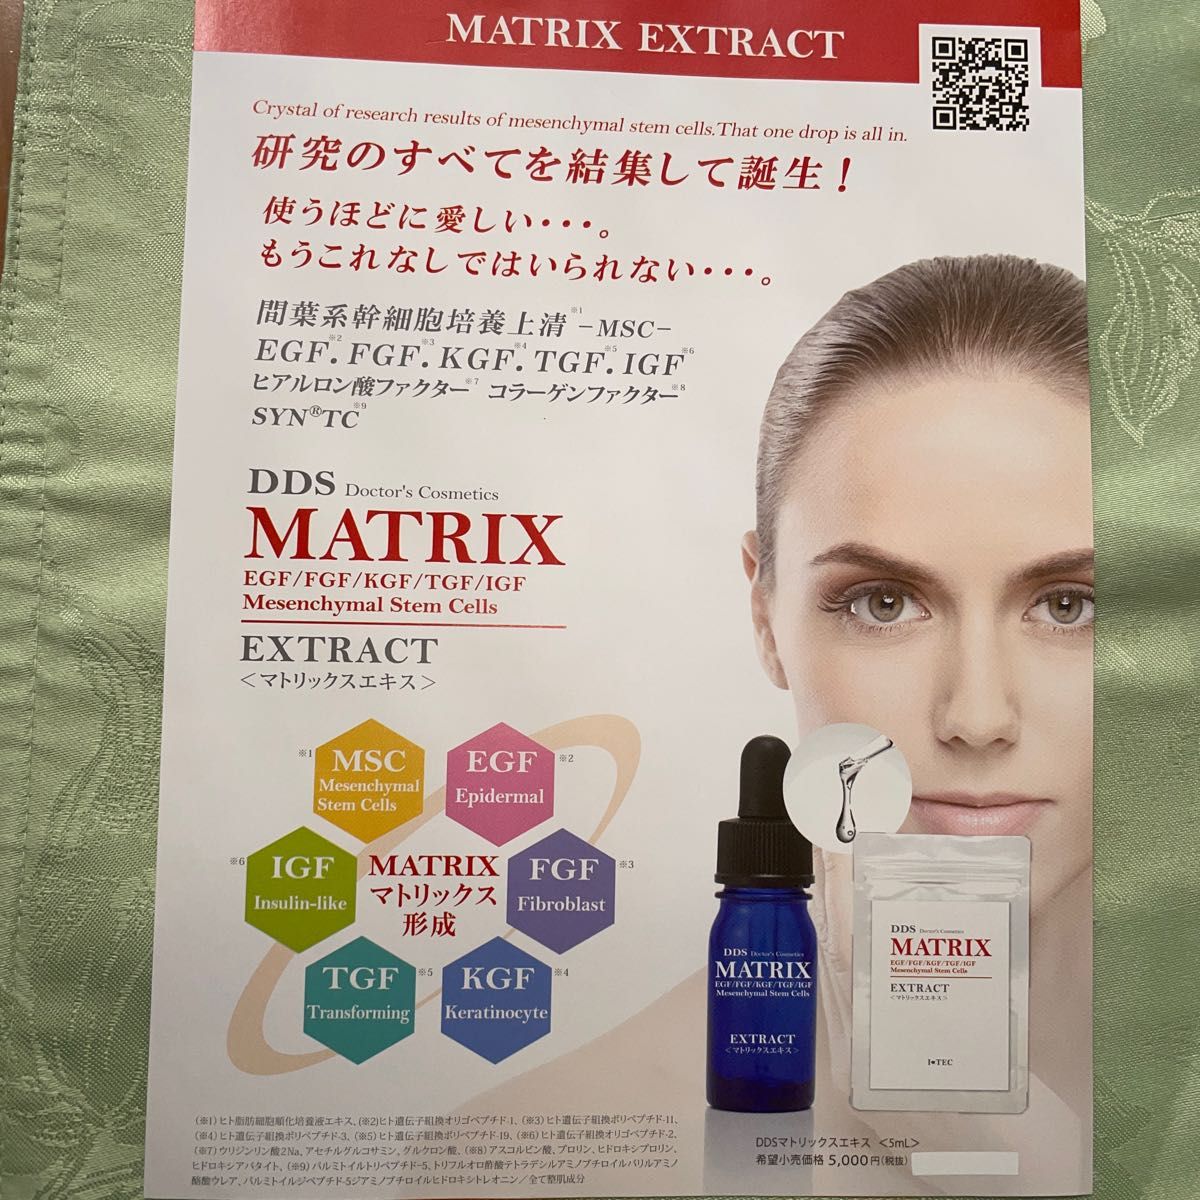 MATRIX EXTRACT
Crystal of research results of mesenchymal stem cells.That one drop is all in.
研究のすべてを結集して誕生！
使うほどに愛しい・・・。
もうこれなしではいられない・・・。
間葉系幹細胞培養上清※1 -MSC-
EGF※2. FGF※3. KGF※4. TGF※5. IGF※6
ヒアルロン酸ファクター※7 コラーゲンファクター※8
SYN®TC※9
DDS Doctor's Cosmetics
MATRIX
EGF/FGF/KGF/TGF/IGF
Mesenchymal Stem Cells
EXTRACT
＜マトリックスエキス＞
※1 MSC
Mesenchymal
Stem Cells
EGF ※2
Epidermal
※6 IGF
Insulin-like
MATRIX
マトリックス
形成
FGF ※3
Fibroblast
TGF ※5
Transforming
KGF ※4
Keratinocyte
DDS Doctor's Cosmetics
MATRIX
EGF/FGF/KGF/TGF/IGF
Mesenchymal Stem Cells
EXTRACT
＜マトリックスエキス＞
DDS Doctor's Cosmetics
MATRIX
EGF/FGF/KGF/TGF/IGF
Mesenchymal Stem Cells
EXTRACT
＜マトリックスエキス＞
I•TEC
(※1)ヒト脂肪細胞順化培養液エキス、(※2)ヒト遺伝子組換オリゴペプチド-1、(※3)ヒト遺伝子組換ポリペプチド-11、
(※4)ヒト遺伝子組換ポリペプチド-3、(※5)ヒト遺伝子組換ポリペプチド-19、(※6)ヒト遺伝子組換オリゴペプチド-2、
(※7)ウリジンリン酸2Na、アセチルグルコサミン、グルクロン酸、(※8)アスコルビン酸、プロリン、ヒドロキシプロリン、
ヒドロキシアパタイト、(※9)パルミトイルトリペプチド-5、トリフルオロ酢酸テトラデシルアミノブチロイルバリルアミノ
酪酸ウレア、パルミトイルジペプチド-5ジアミノブチロイルヒドロキシトレオニン／全て整肌成分
DDSマトリックスエキス ＜5mL＞
希望小売価格 5,000円(税抜)